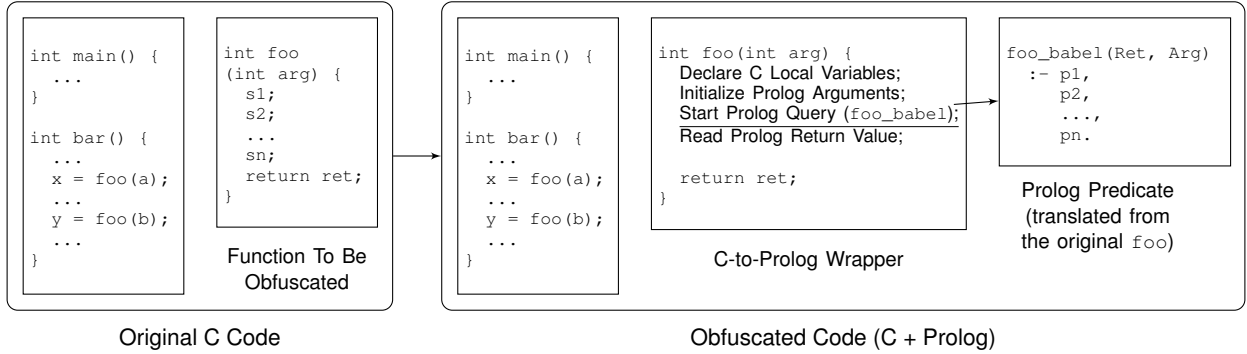 int main() {
...
}
int bar() {
...
x = foo(a);
...
y = foo(b);
...
}
int foo
(int arg) {
s1;
s2;
...
sn;
return ret;
}
Function To Be
Obfuscated
Original C Code
int main() {
...
}
int bar() {
...
x = foo(a);
...
y = foo(b);
...
}
int foo(int arg) {
Declare C Local Variables;
Initialize Prolog Arguments;
Start Prolog Query (foo_babel);
Read Prolog Return Value;
return ret;
}
C-to-Prolog Wrapper
foo_babel(Ret, Arg)
:- p1,
p2,
...,
pn.
Prolog Predicate
(translated from
the original foo)
Obfuscated Code (C + Prolog)